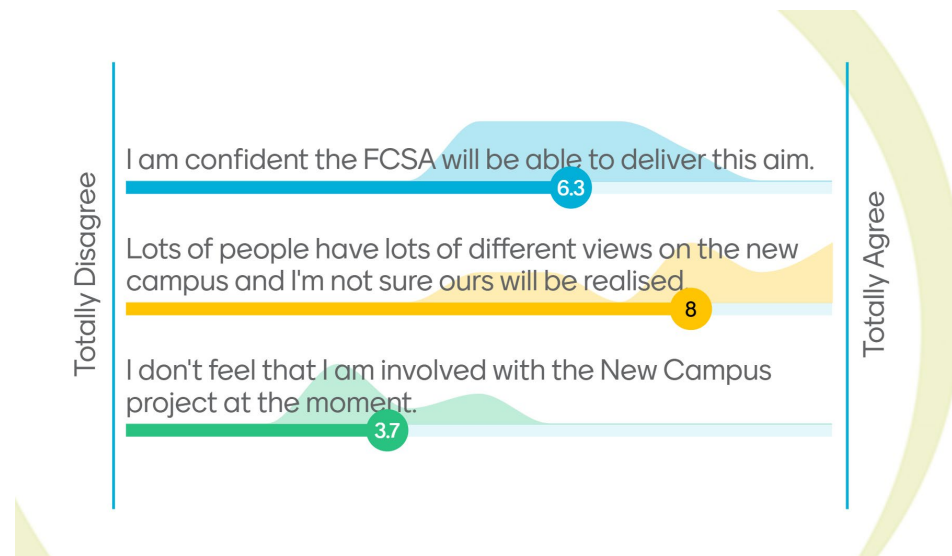 Totally Disagree
I am confident the FCSA will be able to deliver this aim.
6.3
Lots of people have lots of different views on the new
campus and I'm not sure ours will be realised
8
I don't feel that I am involved with the New Campus
project at the moment.
3.7
Totally Agree